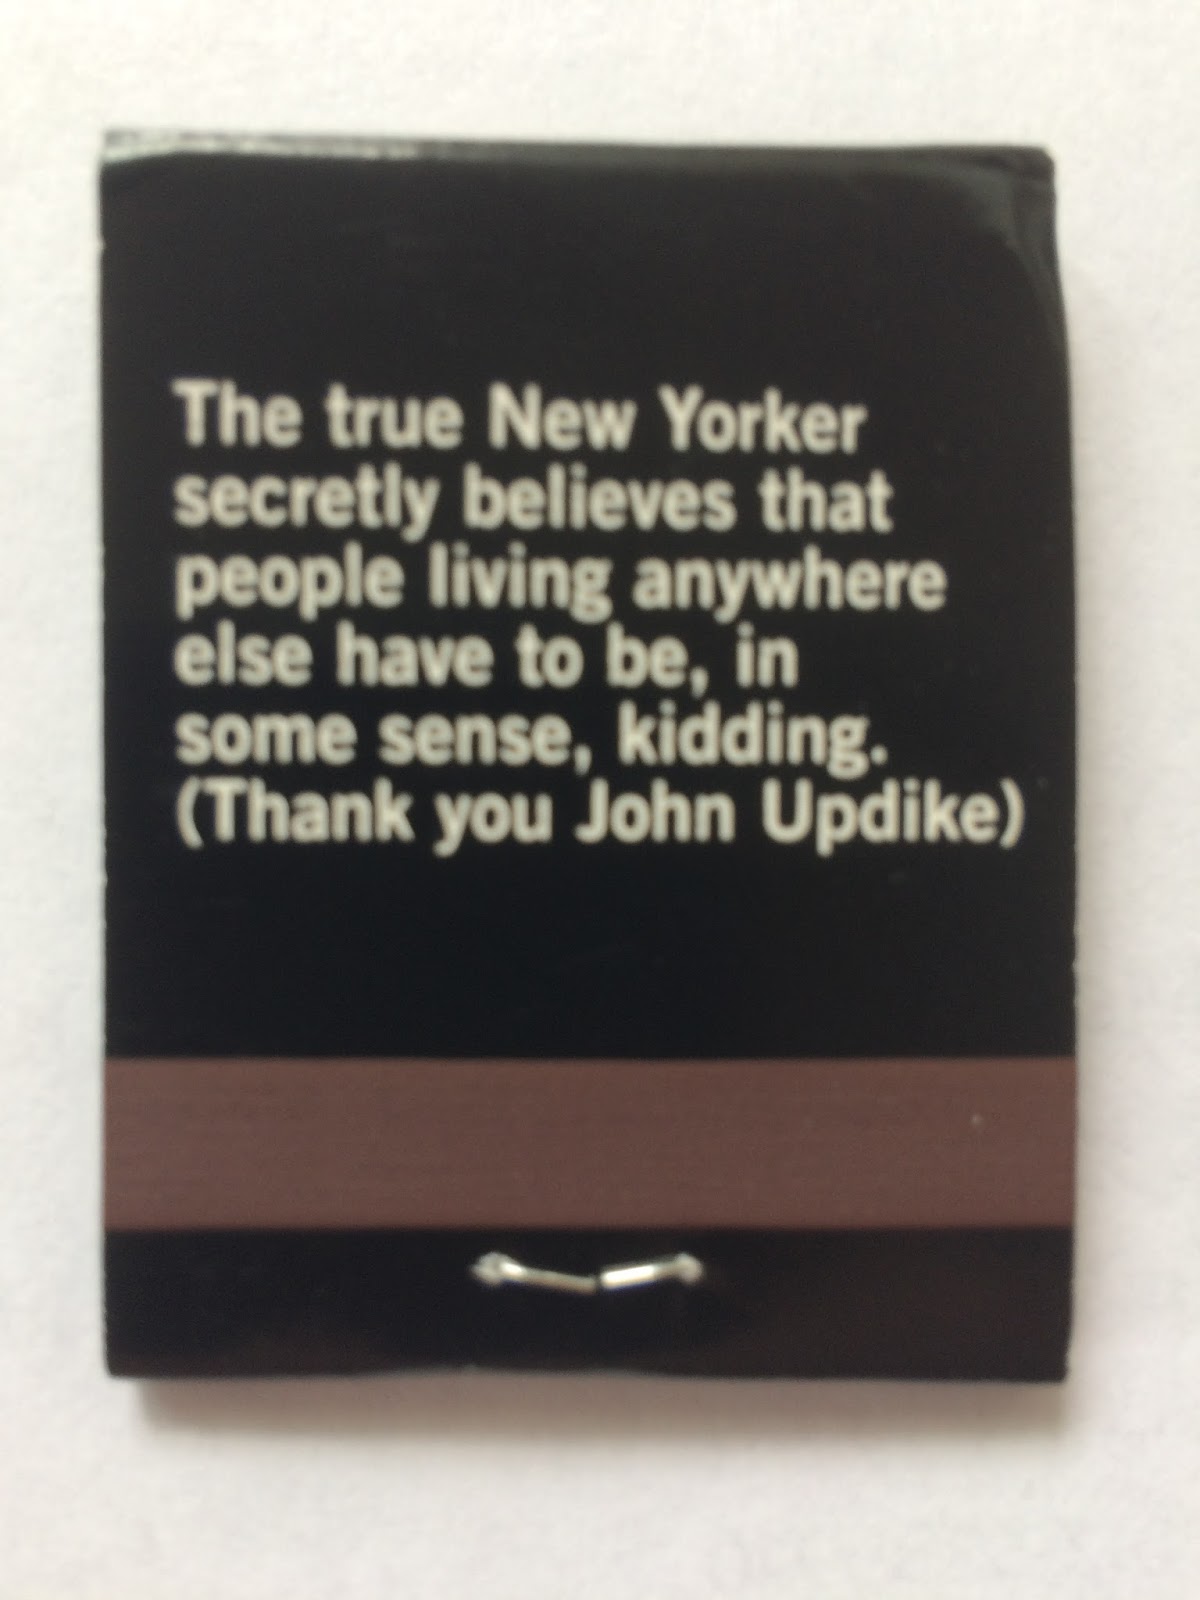 The true New Yorker
secretly believes that
people living anywhere
else have to be, in
some sense, kidding.
(Thank you John Updike)